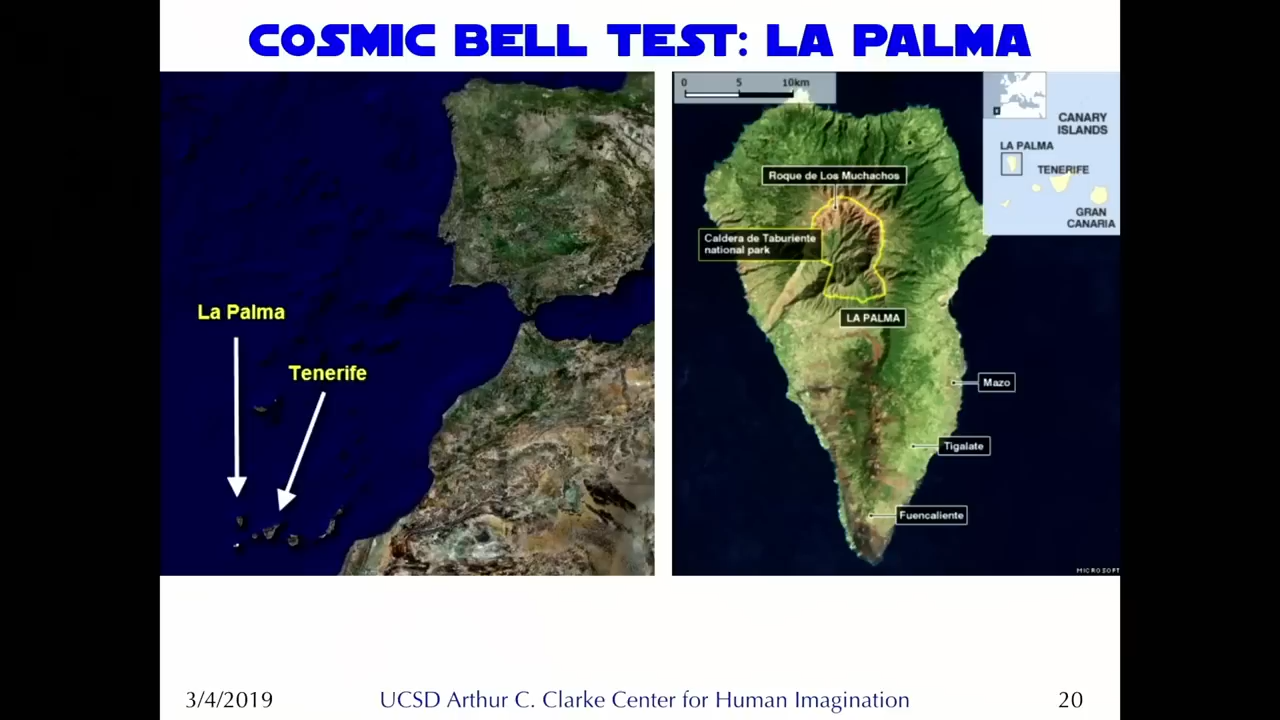 COSMIC BELL TEST: LA PALMA
La Palma
Tenerife
0 5 10km
CANARY
ISLANDS
LA PALMA
TENERIFE
GRAN
CANARIA
Roque de Los Muchachos
Caldera de Taburiente
national park
LA PALMA
Mazo
Tigalate
Fuencaliente
MICROSOFT
3/4/2019 UCSD Arthur C. Clarke Center for Human Imagination 20